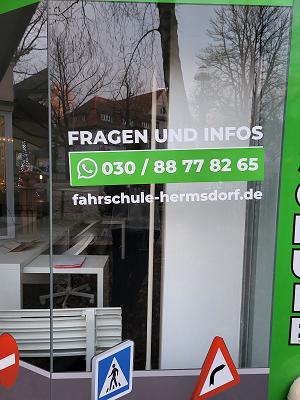 FRAGEN UND INFOS
030 / 88 77 82 65
fahrschule-hermsdorf.de